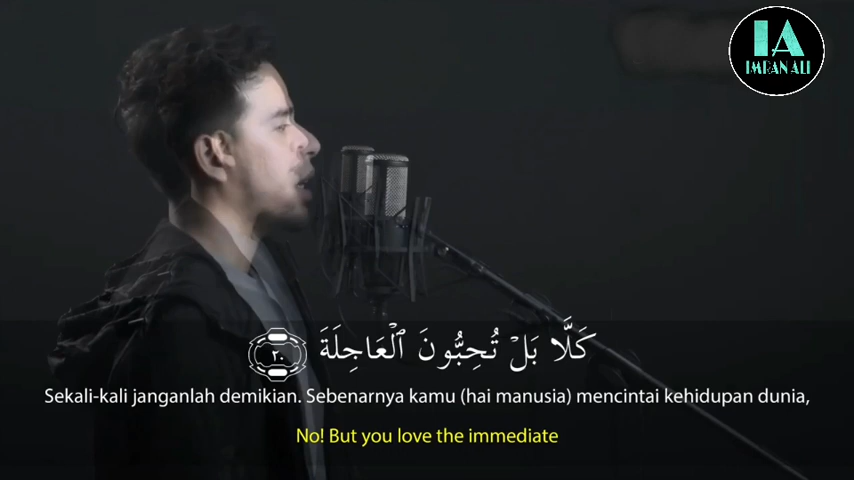 IA
IMRAN ALI
كَلَّا بَلْ تُحِبُّونَ ٱلْعَاجِلَةَ ٢٠
Sekali-kali janganlah demikian. Sebenarnya kamu (hai manusia) mencintai kehidupan dunia,
No! But you love the immediate